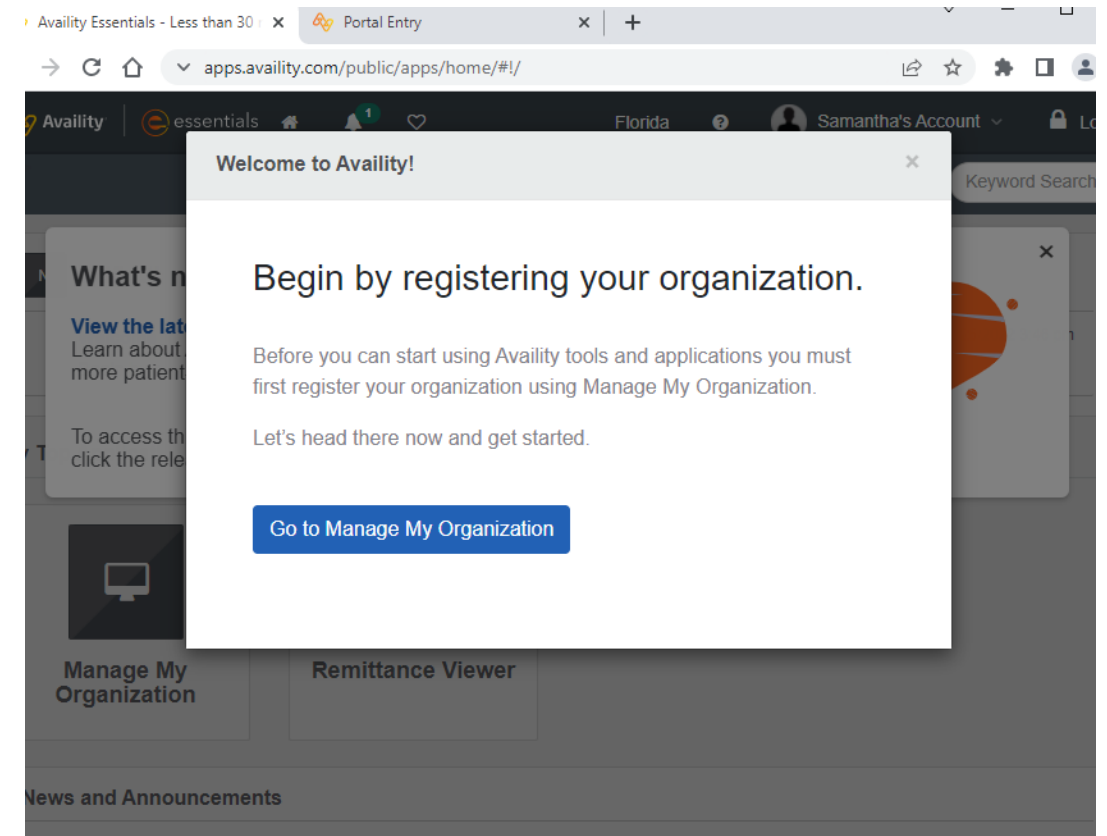 Availity Essentials - Less than 30
Portal Entry
apps.availity.com/public/apps/home/#!/
Availity essentials 1 Florida Samantha's Account Lo
Welcome to Availity!
Keyword Search
What's n
Begin by registering your organization.
View the lat
Learn about
more patient
Before you can start using Availity tools and applications you must
first register your organization using Manage My Organization.
To access th
click the rele
Let's head there now and get started.
Go to Manage My Organization
Manage My
Organization
Remittance Viewer
News and Announcements